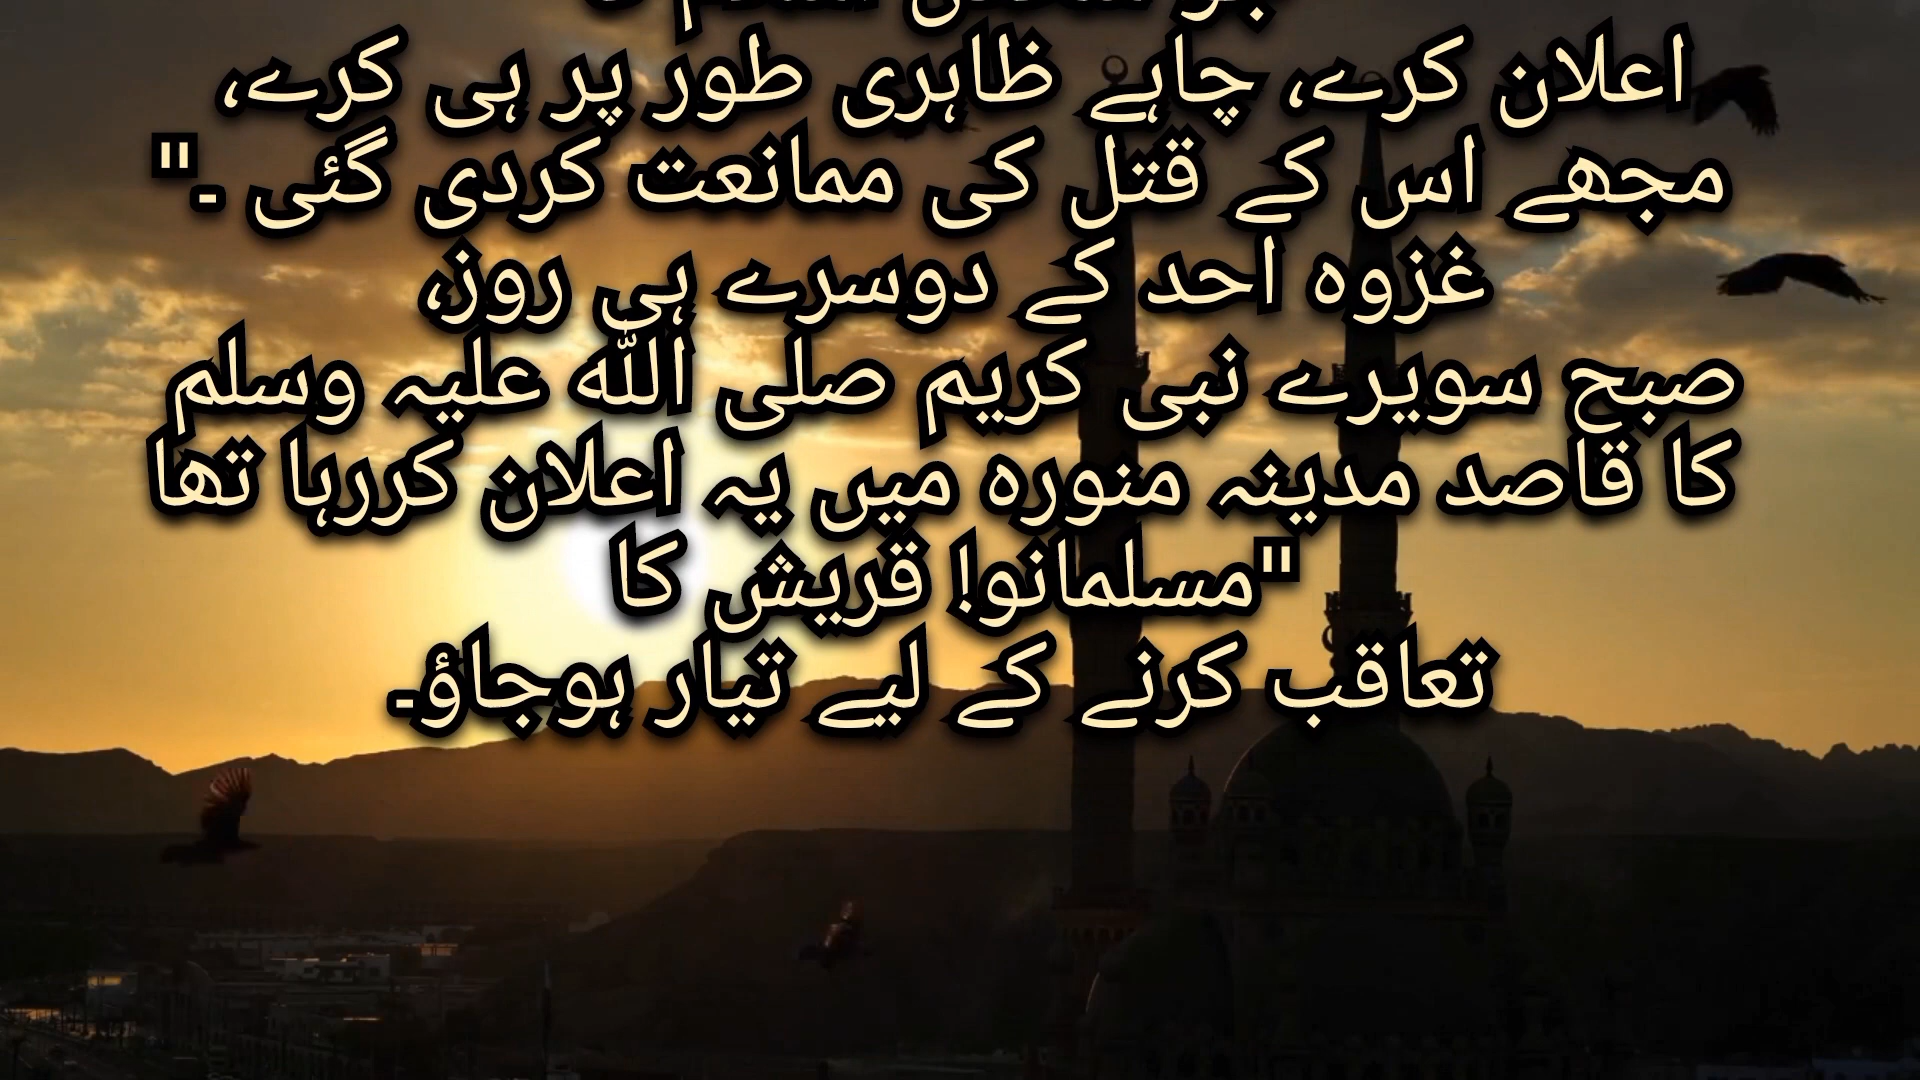 اعلان کرے، چاہے ظاہری طور پر ہی کرے،
مجھے اس کے قتل کی ممانعت کردی گئی ۔"
غزوہ احد کے دوسرے ہی روز،
صبح سویرے نبی کریم صلی اللہ علیہ وسلم
کا قاصد مدینہ منورہ میں یہ اعلان کررہا تھا
"مسلمانو! قریش کا
تعاقب کرنے کے لیے تیار ہوجاؤ۔